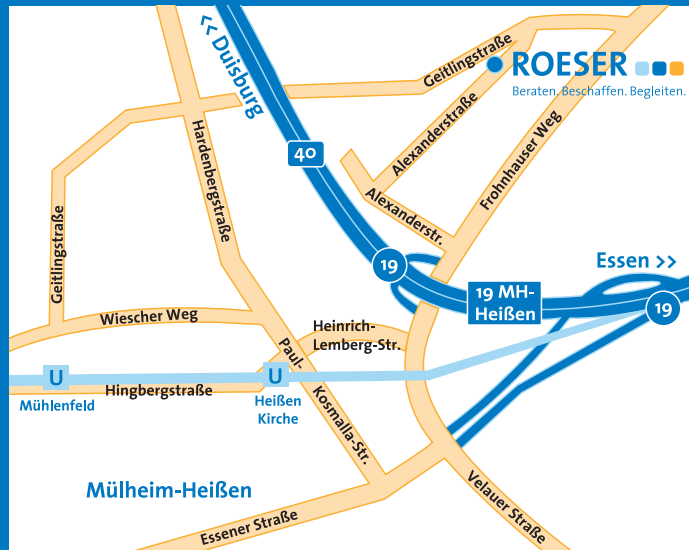 << Duisburg
Geitlingstraße
ROESER
Beraten. Beschaffen. Begleiten.
Hardenbergstraße
40
Alexanderstraße
Frohnhauser Weg
Alexanderstr.
Geitlingstraße
19
Essen >>
19 MH-
Heißen
19
Wiescher Weg
Heinrich-
Lemberg-Str.
Paul-
Kosmalla-Str.
U
Mühlenfeld
Hingbergstraße
U
Heißen
Kirche
Mülheim-Heißen
Essener Straße
Velauer Straße